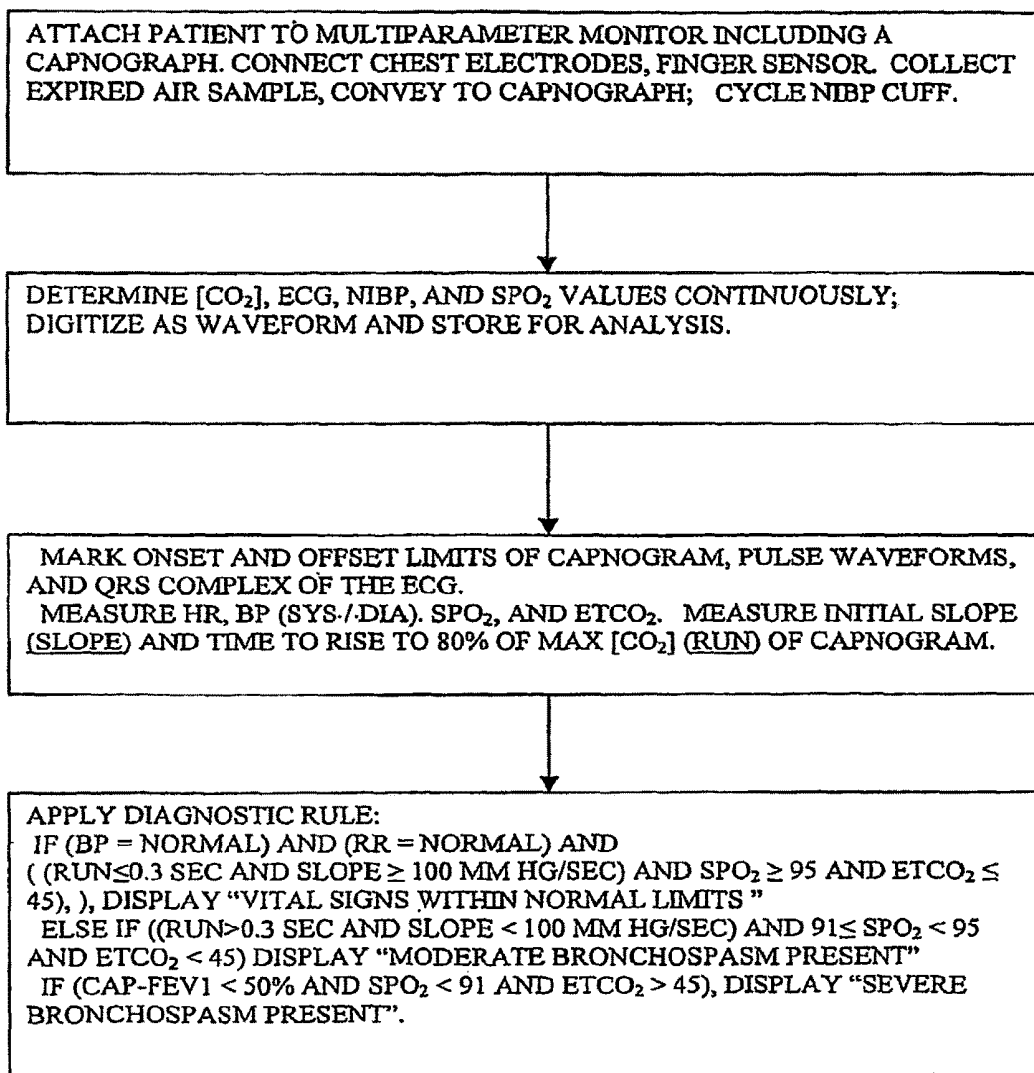 ATTACH PATIENT TO MULTIPARAMETER MONITOR INCLUDING A
CAPNOGRAPH. CONNECT CHEST ELECTRODES, FINGER SENSOR. COLLECT
EXPIRED AIR SAMPLE, CONVEY TO CAPNOGRAPH; CYCLE NIBP CUFF.
DETERMINE [CO₂], ECG, NIBP, AND SPO₂ VALUES CONTINUOUSLY;
DIGITIZE AS WAVEFORM AND STORE FOR ANALYSIS.
MARK ONSET AND OFFSET LIMITS OF CAPNOGRAM, PULSE WAVEFORMS,
AND QRS COMPLEX OF THE ECG.
MEASURE HR, BP (SYS./.DIA). SPO₂, AND ETCO₂. MEASURE INITIAL SLOPE
(SLOPE) AND TIME TO RISE TO 80% OF MAX [CO₂] (RUN) OF CAPNOGRAM.
APPLY DIAGNOSTIC RULE:
IF (BP = NORMAL) AND (RR = NORMAL) AND
( (RUN≤0.3 SEC AND SLOPE ≥ 100 MM HG/SEC) AND SPO₂ ≥ 95 AND ETCO₂ ≤
45), ), DISPLAY “VITAL SIGNS WITHIN NORMAL LIMITS ”
ELSE IF ((RUN>0.3 SEC AND SLOPE < 100 MM HG/SEC) AND 91≤ SPO₂ < 95
AND ETCO₂ < 45) DISPLAY “MODERATE BRONCHOSPASM PRESENT”
IF (CAP-FEV1 < 50% AND SPO₂ < 91 AND ETCO₂ > 45), DISPLAY “SEVERE
BRONCHOSPASM PRESENT”.